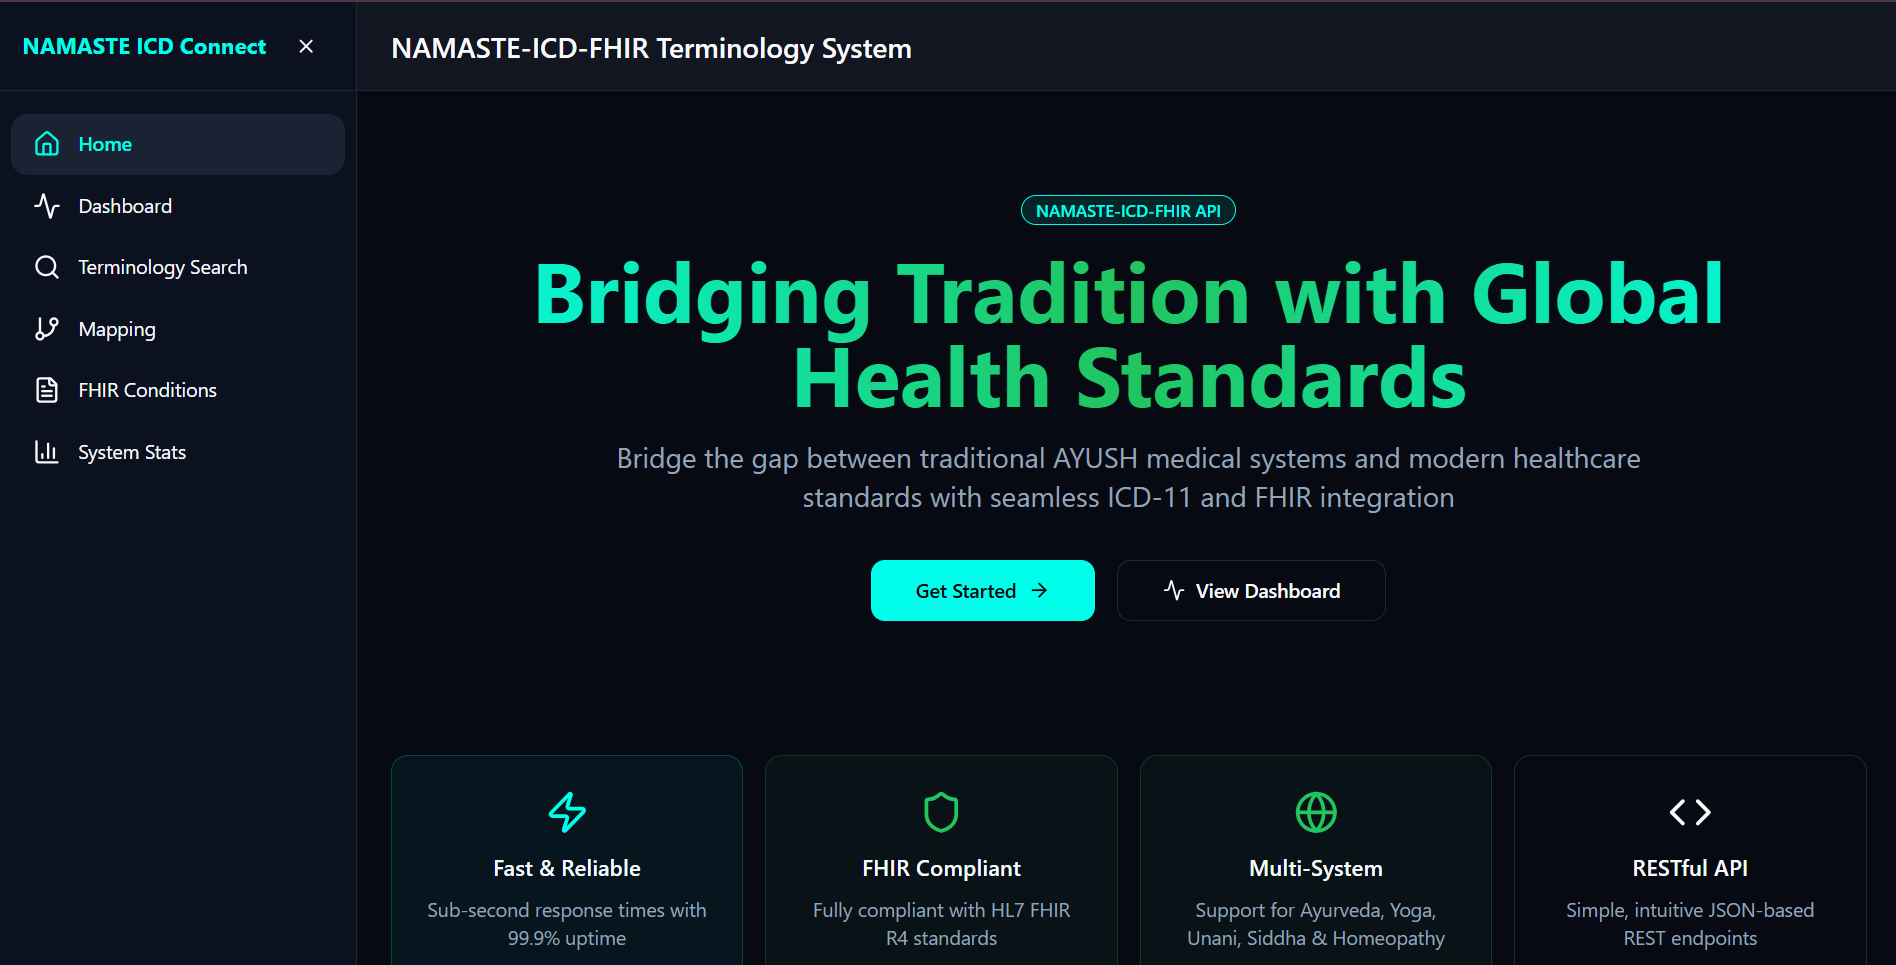 NAMASTE ICD Connect
NAMASTE-ICD-FHIR Terminology System
Home
Dashboard
Terminology Search
Mapping
FHIR Conditions
System Stats
NAMASTE-ICD-FHIR API
Bridging Tradition with Global
Health Standards
Bridge the gap between traditional AYUSH medical systems and modern healthcare
standards with seamless ICD-11 and FHIR integration
Get Started
View Dashboard
Fast & Reliable
Sub-second response times with
99.9% uptime
FHIR Compliant
Fully compliant with HL7 FHIR
R4 standards
Multi-System
Support for Ayurveda, Yoga,
Unani, Siddha & Homeopathy
RESTful API
Simple, intuitive JSON-based
REST endpoints